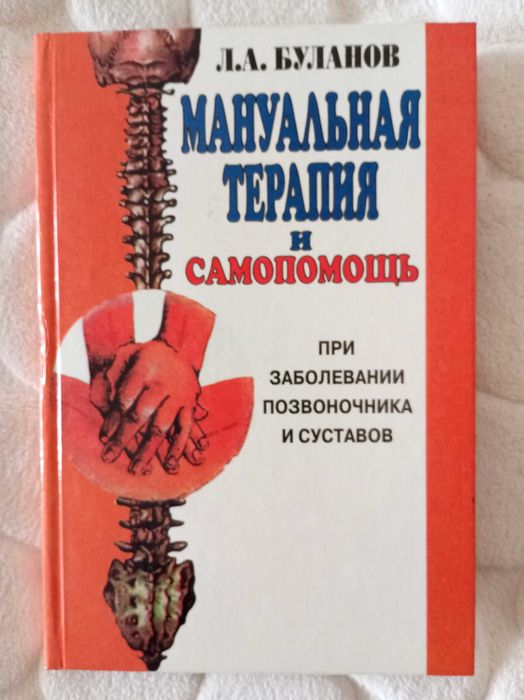 Л.А. БУЛАНОВ
МАНУАЛЬНАЯ
ТЕРАПИЯ
И
САМОПОМОЩЬ
ПРИ
ЗАБОЛЕВАНИИ
ПОЗВОНОЧНИКА
И СУСТАВОВ